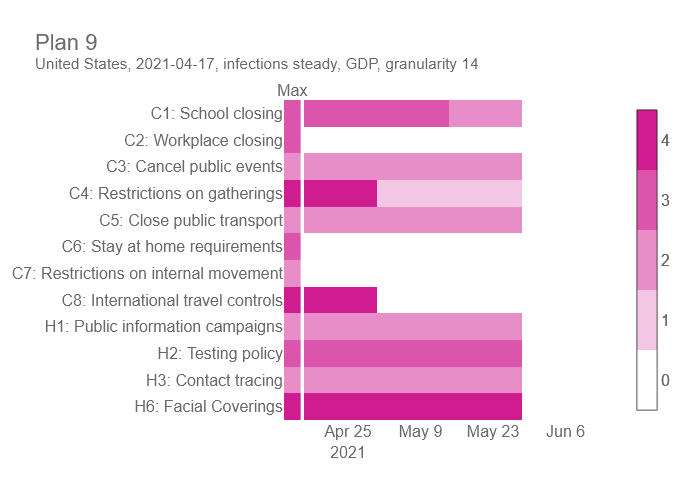 Plan 9
United States, 2021-04-17, infections steady, GDP, granularity 14
Max
C1: School closing
C2: Workplace closing
C3: Cancel public events
C4: Restrictions on gatherings
C5: Close public transport
C6: Stay at home requirements
C7: Restrictions on internal movement
C8: International travel controls
H1: Public information campaigns
H2: Testing policy
H3: Contact tracing
H6: Facial Coverings
Apr 25 May 9 May 23 Jun 6
2021
4
3
2
1
0